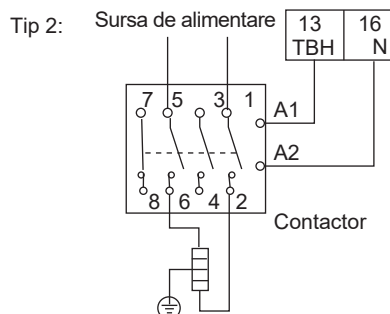 Tip 2: Sursa de alimentare
13 16
TBH N
7 5 3 1
A1
A2
8 6 4 2
Contactor